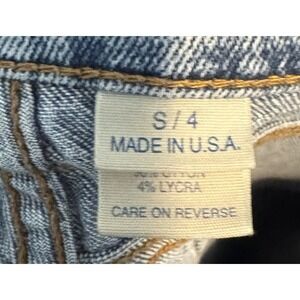 S / 4
MADE IN U.S.A.
4% LYCRA
CARE ON REVERSE